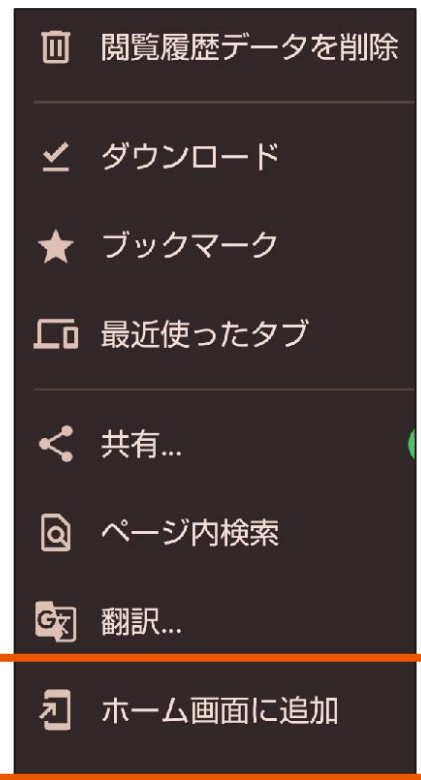 閲覧履歴データを削除
ダウンロード
ブックマーク
最近使ったタブ
共有...
ページ内検索
翻訳...
ホーム画面に追加